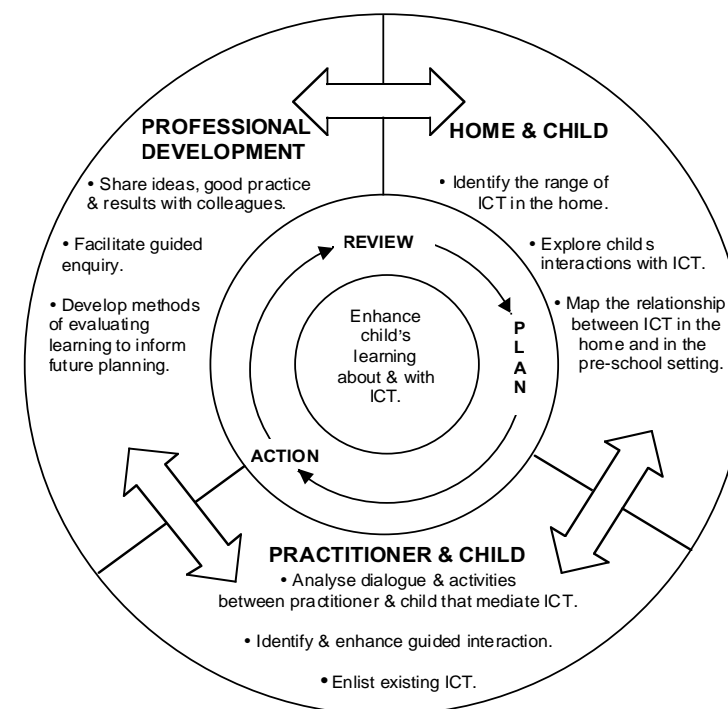 PROFESSIONAL
DEVELOPMENT
• Share ideas, good practice
& results with colleagues.
• Facilitate guided
enquiry.
• Develop methods
of evaluating
learning to inform
future planning.
HOME & CHILD
• Identify the range of
ICT in the home.
• Explore child s
interactions with ICT.
• Map the relationship
between ICT in the
home and in the
pre-school setting.
REVIEW
PLAN
ACTION
Enhance
child's
learning
about & with
ICT.
PRACTITIONER & CHILD
• Analyse dialogue & activities
between practitioner & child that mediate ICT.
• Identify & enhance guided interaction.
• Enlist existing ICT.